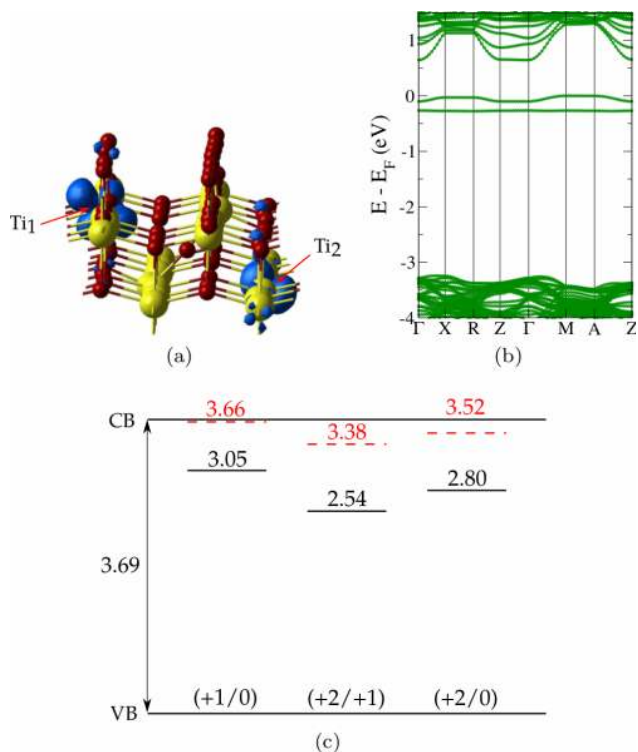 Ti1
Ti2
(a)
E - EF (eV)
1
0
-1
-2
-3
-4
Γ X R Z Γ M A Z
(b)
CB
3.66
3.38
3.52
3.05
2.54
2.80
3.69
(+1/0) (+2/+1) (+2/0)
VB
(c)